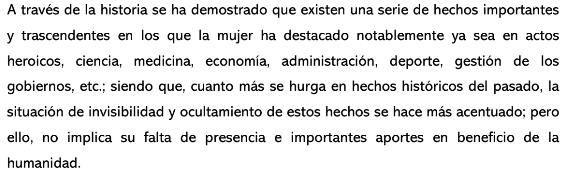 A través de la historia se ha demostrado que existen una serie de hechos importantes
y trascendentes en los que la mujer ha destacado notablemente ya sea en actos
heroicos, ciencia, medicina, economía, administración, deporte, gestión de los
gobiernos, etc.; siendo que, cuanto más se hurga en hechos históricos del pasado, la
situación de invisibilidad y ocultamiento de estos hechos se hace más acentuado; pero
ello, no implica su falta de presencia e importantes aportes en beneficio de la
humanidad.